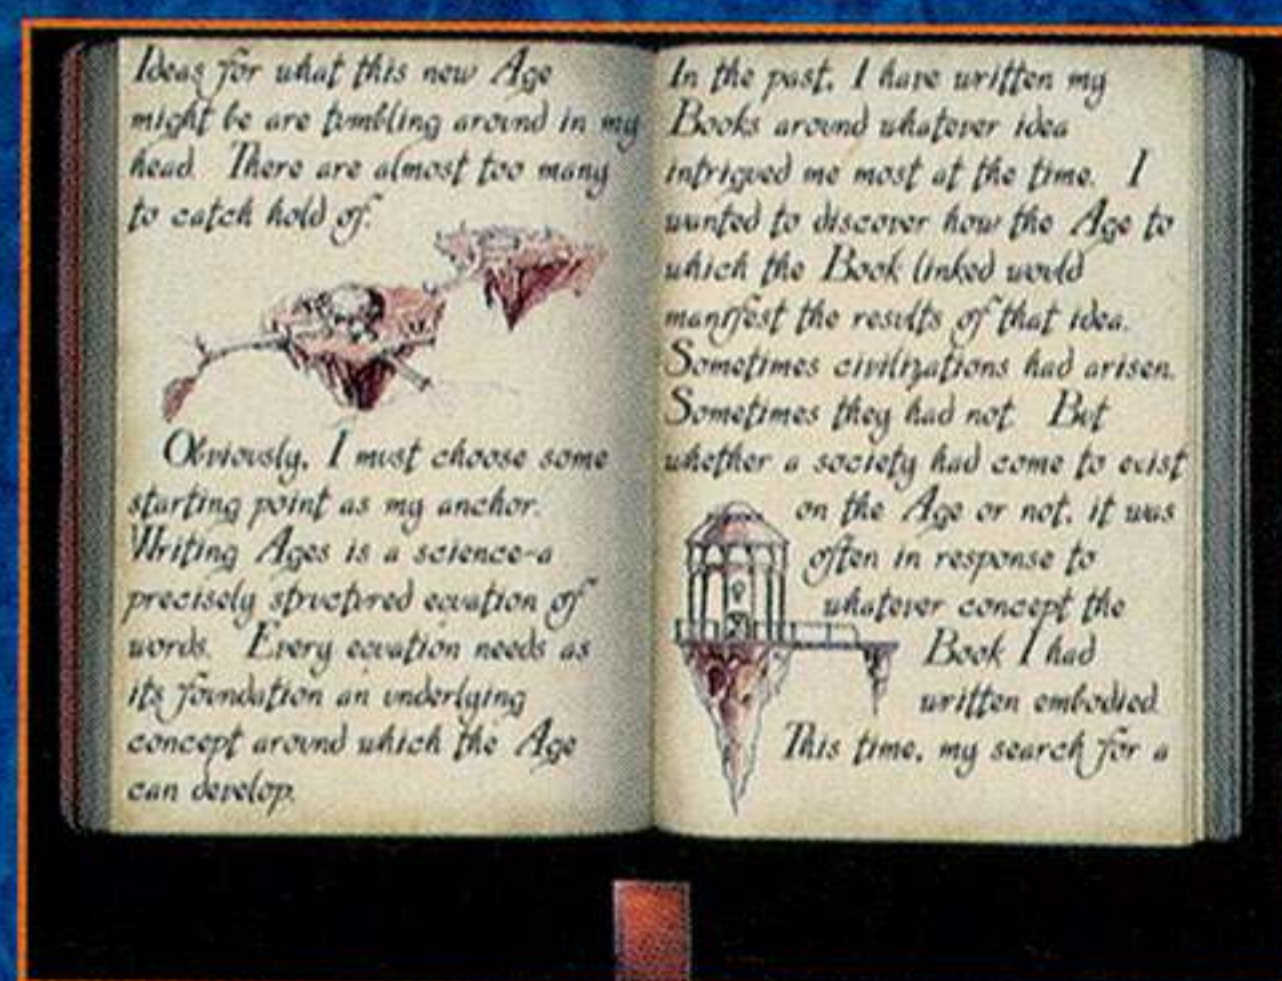 Ideas for what this new Age
might be are tumbling around in my
head. There are almost too many
to catch hold of.
Obviously, I must choose some
starting point as my anchor.
Writing Ages is a science-a
precisely structured equation of
words. Every equation needs as
its foundation an underlying
concept around which the Age
can develop.
In the past, I have written my
Books around whatever idea
intrigued me most at the time. I
wanted to discover how the Age to
which the Book linked would
manifest the results of that idea.
Sometimes civilizations had arisen.
Sometimes they had not. But
whether a society had come to exist
on the Age or not, it was
often in response to
whatever concept the
Book I had
written embodied.
This time, my search for a